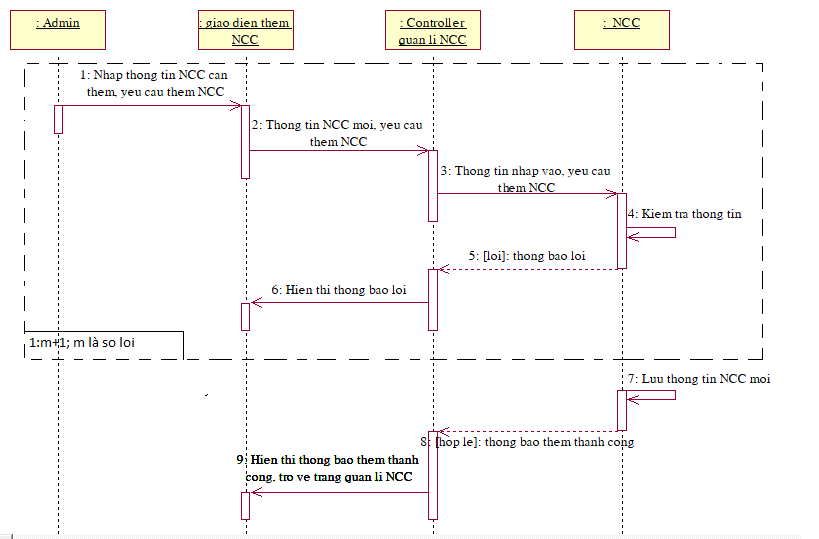 : Admin
: giao dien them
NCC
: Controller
quan li NCC
: NCC
1: Nhap thong tin NCC can
them, yeu cau them NCC
2: Thong tin NCC moi, yeu cau
them NCC
3: Thong tin nhap vao, yeu cau
them NCC
4: Kiem tra thong tin
5: [loi]: thong bao loi
6: Hien thi thong bao loi
1:m+1; m là so loi
7: Luu thong tin NCC moi
8: [hop le]: thong bao them thanh cong
9: Hien thi thong bao them thanh
cong, tro ve trang quan li NCC